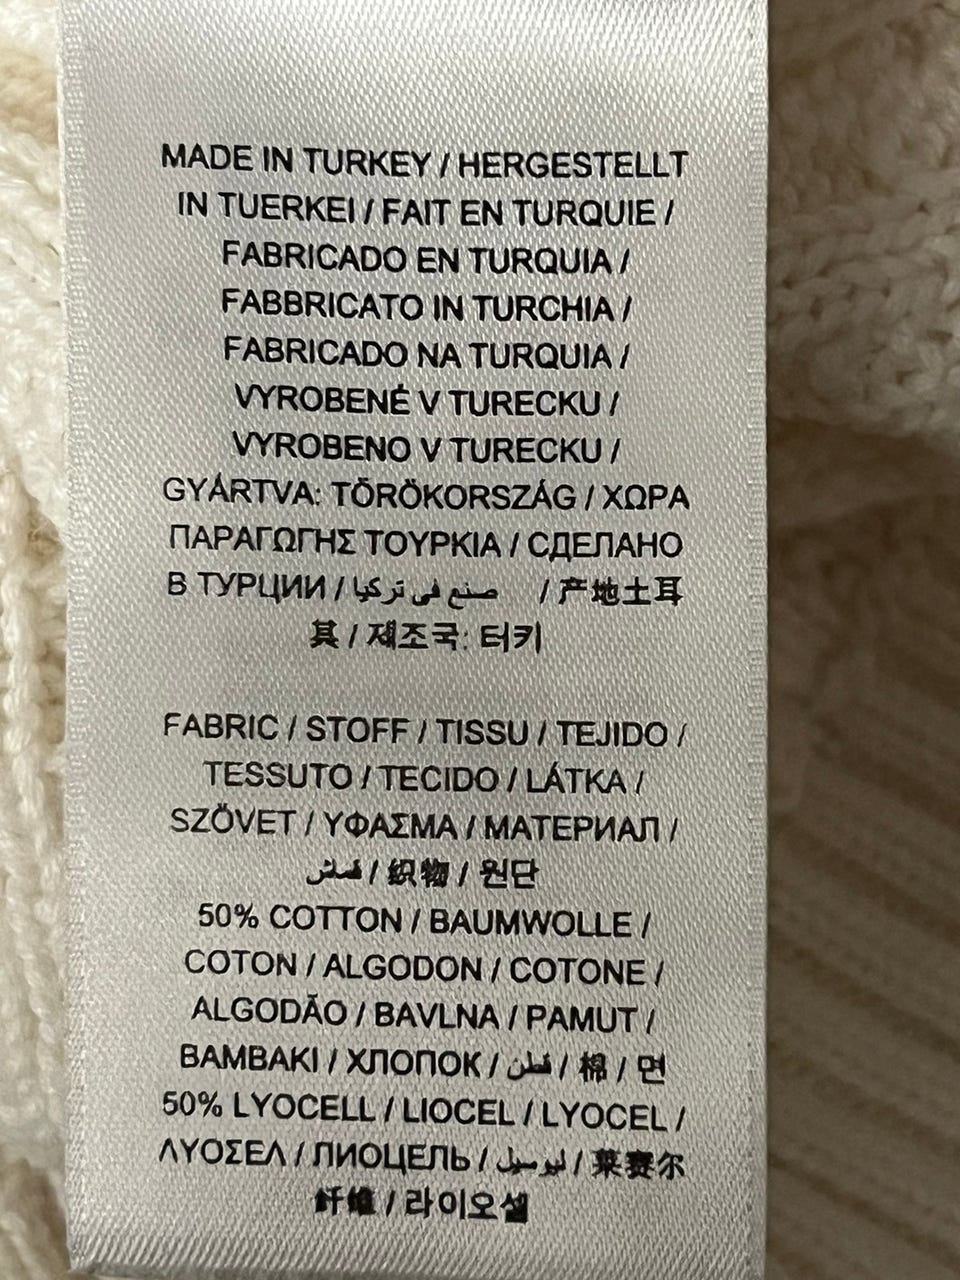 MADE IN TURKEY / HERGESTELLT
IN TUERKEI / FAIT EN TURQUIE /
FABRICADO EN TURQUIA /
FABBRICATO IN TURCHIA /
FABRICADO NA TURQUIA /
VYROBENÉ V TURECKU /
VYROBENO V TURECKU /
GYÁRTVA: TÖRÖKORSZÁG / ΧΩΡΑ
ΠΑΡΑΓΩΓΗΣ ΤΟΥΡΚΙΑ / СДЕЛАНО
В ТУРЦИИ / صنع في تركيا / 产地土耳
其 / 제조국: 터키
FABRIC / STOFF / TISSU / TEJIDO /
TESSUTO / TECIDO / LÁTKA /
SZÖVET / ΥΦΑΣΜΑ / МАТЕРИАЛ /
قماش / 织物 / 원단
50% COTTON / BAUMWOLLE /
COTON / ALGODON / COTONE /
ALGODÃO / BAVLNA / PAMUT /
BAMBAKI / ХЛОПОК / قطن / 棉 / 면
50% LYOCELL / LIOCEL / LYOCEL /
ΛΥΟΣΕΛ / ЛИОЦЕЛЬ / ليوسيل / 莱赛尔
纤维 / 라이오셀